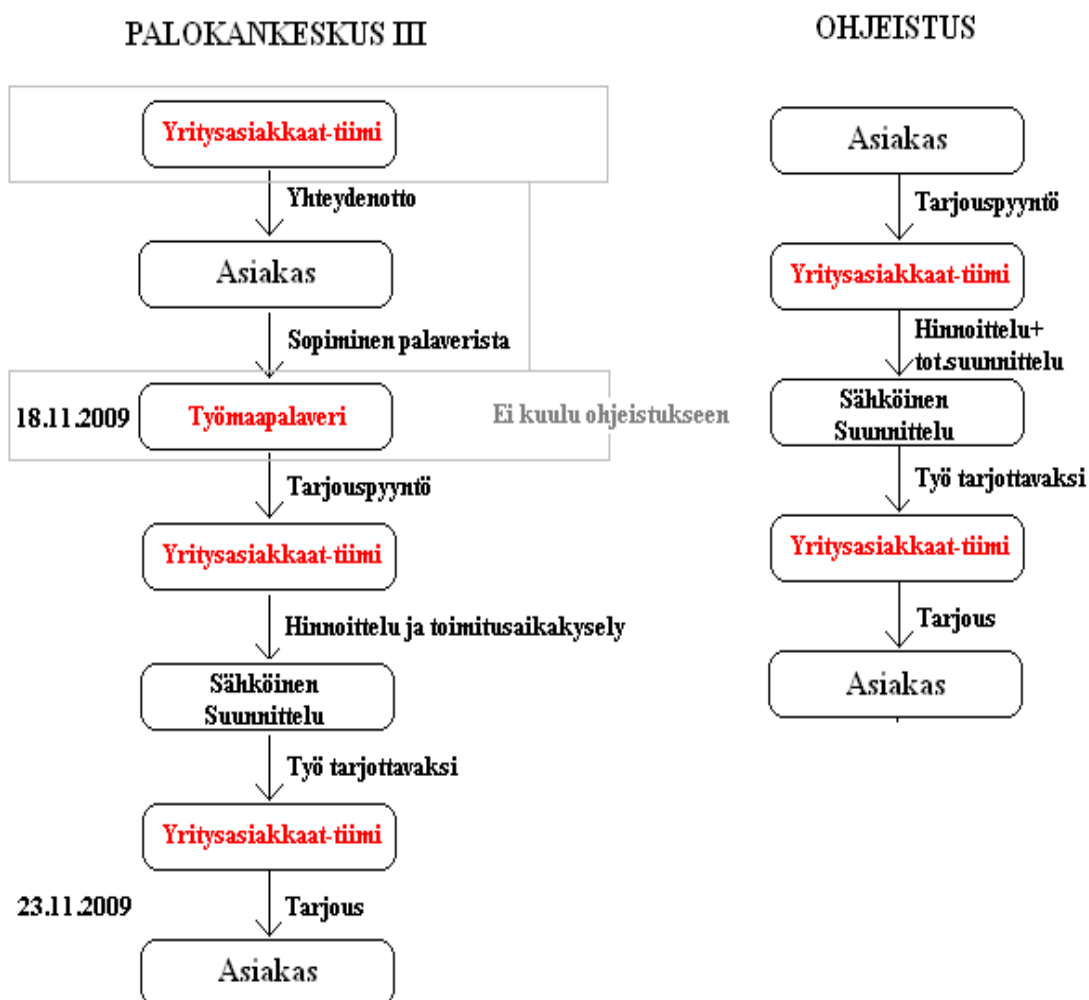 PALOKANKESKUS III
Yritysasiakkaat-tiimi
Yhteydenotto
Asiakas
Sopiminen palaverista
18.11.2009
Työmaapalaveri
Ei kuulu ohjeistukseen
Tarjouspyyntö
Yritysasiakkaat-tiimi
Hinnoittelu ja toimitusaikakysely
Sähköinen
Suunnittelu
Työ tarjottavaksi
Yritysasiakkaat-tiimi
23.11.2009
Tarjous
Asiakas
OHJEISTUS
Asiakas
Tarjouspyyntö
Yritysasiakkaat-tiimi
Hinnoittelu+
tot.suunnittelu
Sähköinen
Suunnittelu
Työ tarjottavaksi
Yritysasiakkaat-tiimi
Tarjous
Asiakas